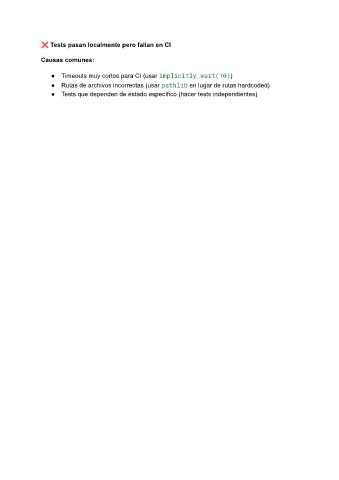 ❌ Tests pasan localmente pero fallan en CI
Causas comunes:
● Timeouts muy cortos para CI (usar implicitly_wait(10))
● Rutas de archivos incorrectas (usar pathlib en lugar de rutas hardcoded)
● Tests que dependen de estado específico (hacer tests independientes)